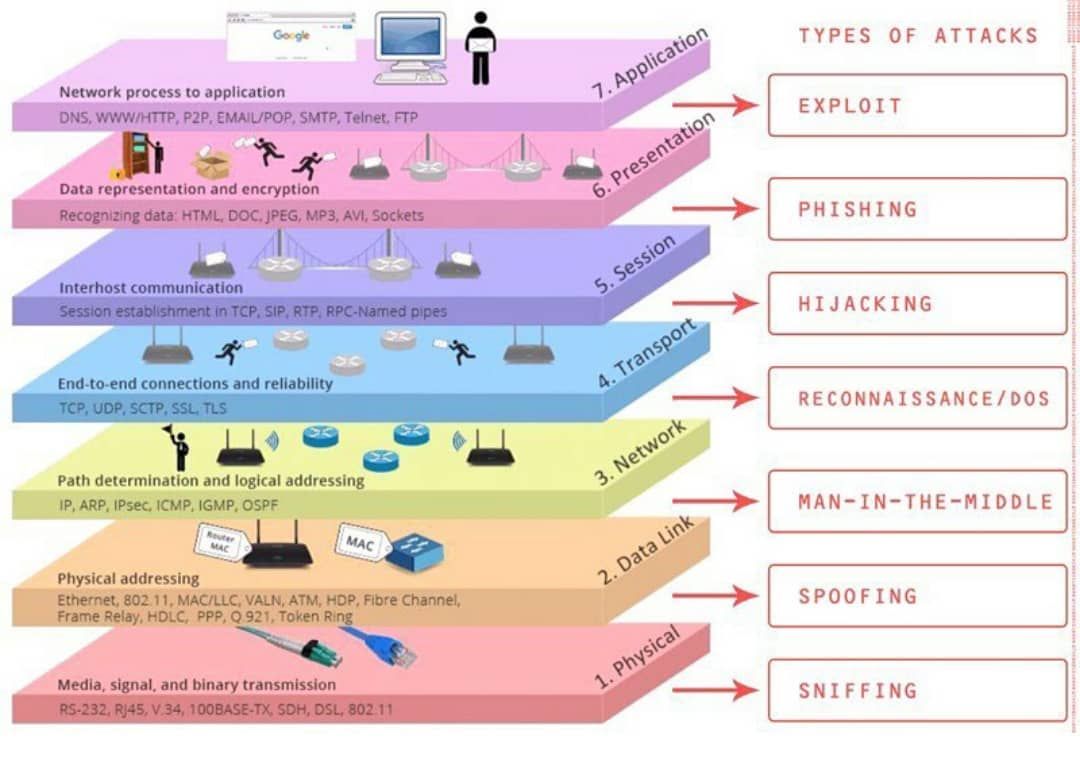 Google
TYPES OF ATTACKS
7. Application
Network process to application
DNS, WWW/HTTP, P2P, EMAIL/POP, SMTP, Telnet, FTP
EXPLOIT
6. Presentation
Data representation and encryption
Recognizing data: HTML, DOC, JPEG, MP3, AVI, Sockets
PHISHING
5. Session
Interhost communication
Session establishment in TCP, SIP, RTP, RPC-Named pipes
HIJACKING
4. Transport
End-to-end connections and reliability
TCP, UDP, SCTP, SSL, TLS
RECONNAISSANCE/DOS
3. Network
Path determination and logical addressing
IP, ARP, IPsec, ICMP, IGMP, OSPF
MAN-IN-THE-MIDDLE
Router
MAC
MAC
2. Data Link
Physical addressing
Ethernet, 802.11, MAC/LLC, VALN, ATM, HDP, Fibre Channel,
Frame Relay, HDLC, PPP, Q 921, Token Ring
SPOOFING
1. Physical
Media, signal, and binary transmission
RS-232, RJ45, V.34, 100BASE-TX, SDH, DSL, 802.11
SNIFFING